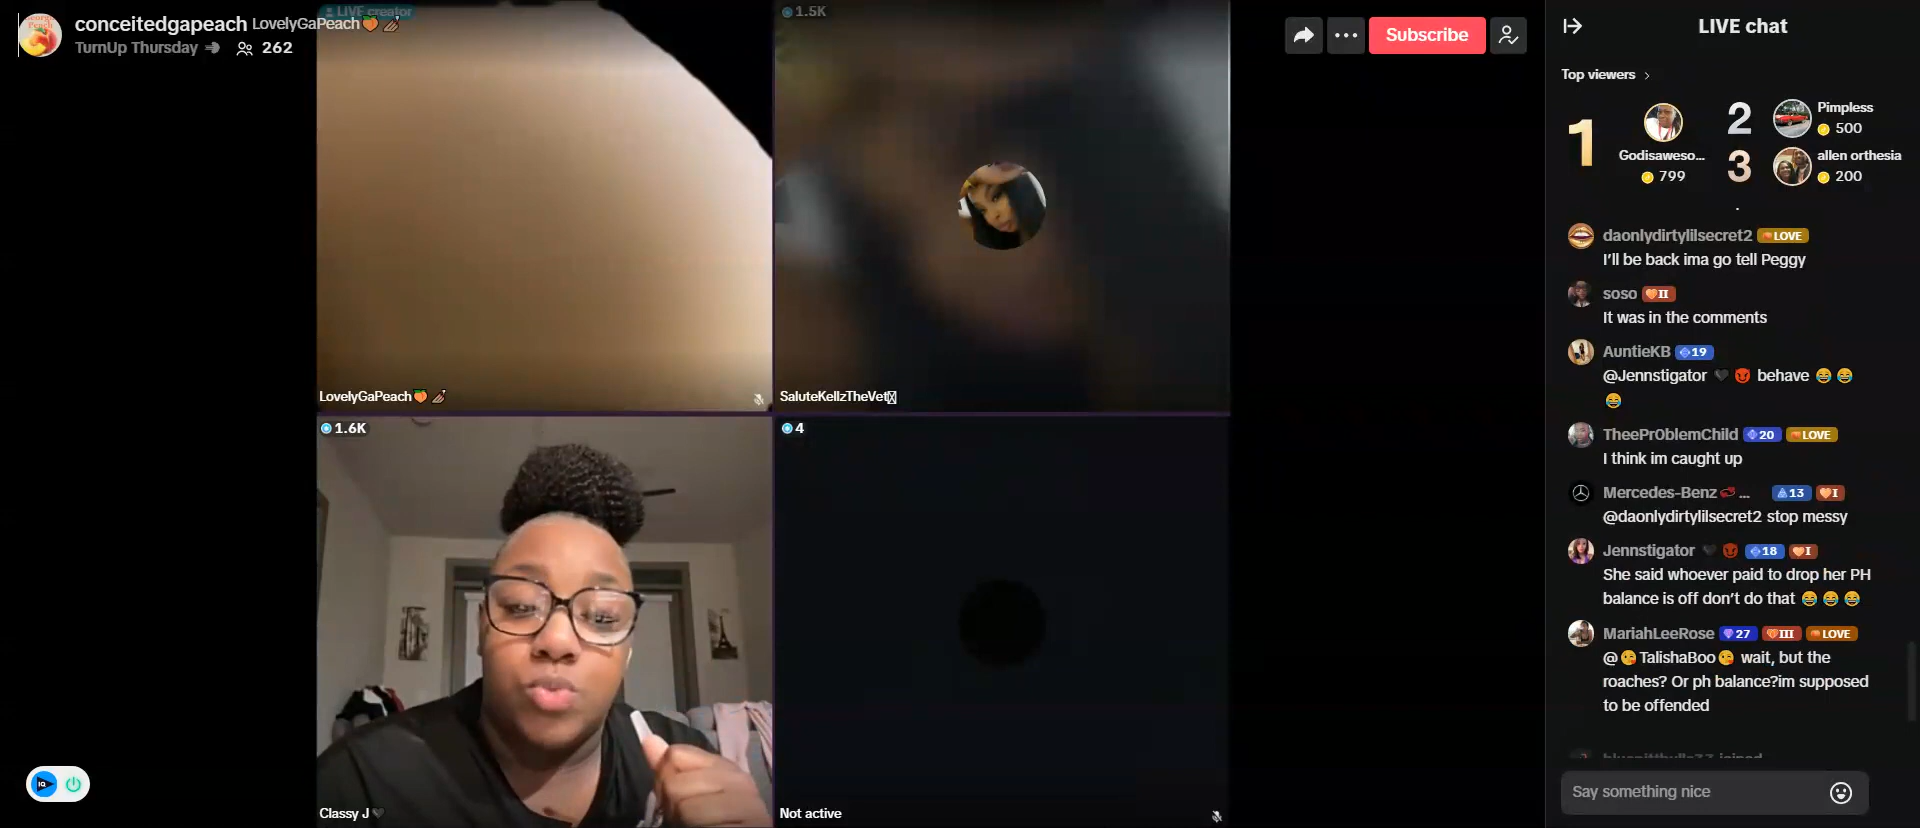 conceitedgapeach LovelyGaPeach🍑💅🏾
TurnUp Thursday 262
LIVE creator
1.5K
Subscribe
LovelyGaPeach🍑💅🏾
SaluteKellzTheVet
1.6K
4
Classy J🖤
Not active
LIVE chat
Top viewers >
1
Godisaweso...
799
2
Pimpless
500
3
allen orthesia
200
daonlydirtylilsecret2 LOVE
I'll be back ima go tell Peggy
soso II
It was in the comments
AuntieKB 19
@Jennstigator 🖤 😈 behave 😂 😂
😂
TheePr0blemChild 20 LOVE
I think im caught up
Mercedes-Benz💞 ... 13 I
@daonlydirtylilsecret2 stop messy
Jennstigator 🖤 😈 18 I
She said whoever paid to drop her PH
balance is off don't do that 😂 😂 😂
MariahLeeRose 27 III LOVE
@😘TalishaBoo😘 wait, but the
roaches? Or ph balance?im supposed
to be offended
Say something nice